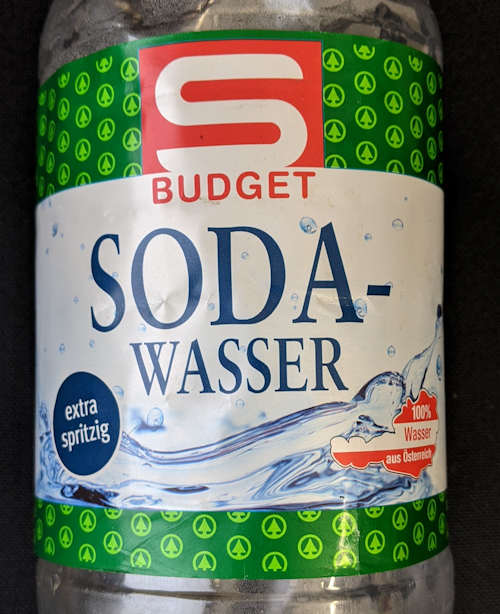 S
BUDGET
SODA-
WASSER
extra
spritzig
100%
Wasser
aus Österreich